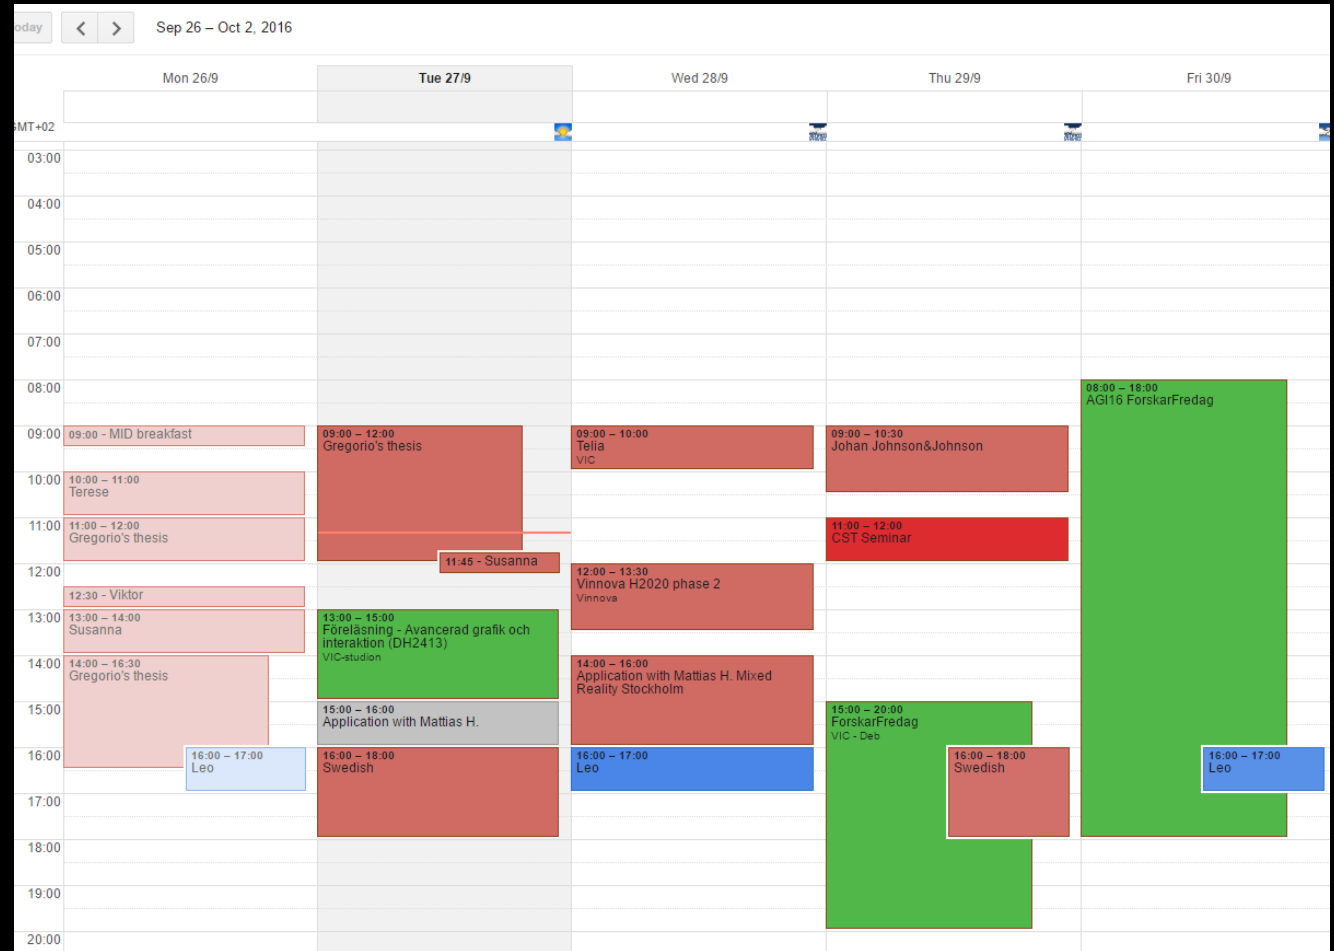 oday
Sep 26 – Oct 2, 2016
Mon 26/9
Tue 27/9
Wed 28/9
Thu 29/9
Fri 30/9
GMT+02
03:00
04:00
05:00
06:00
07:00
08:00
09:00
10:00
11:00
12:00
13:00
14:00
15:00
16:00
17:00
18:00
19:00
20:00
09:00 - MID breakfast
10:00 – 11:00
Terese
11:00 – 12:00
Gregorio's thesis
12:30 - Viktor
13:00 – 14:00
Susanna
14:00 – 16:30
Gregorio's thesis
16:00 – 17:00
Leo
09:00 – 12:00
Gregorio's thesis
11:45 - Susanna
13:00 – 15:00
Föreläsning - Avancerad grafik och
interaktion (DH2413)
VIC-studion
15:00 – 16:00
Application with Mattias H.
16:00 – 18:00
Swedish
09:00 – 10:00
Telia
VIC
12:00 – 13:30
Vinnova H2020 phase 2
Vinnova
14:00 – 16:00
Application with Mattias H. Mixed
Reality Stockholm
16:00 – 17:00
Leo
09:00 – 10:30
Johan Johnson&Johnson
11:00 – 12:00
CST Seminar
15:00 – 20:00
ForskarFredag
VIC - Deb
16:00 – 18:00
Swedish
08:00 – 18:00
AGI16 ForskarFredag
16:00 – 17:00
Leo